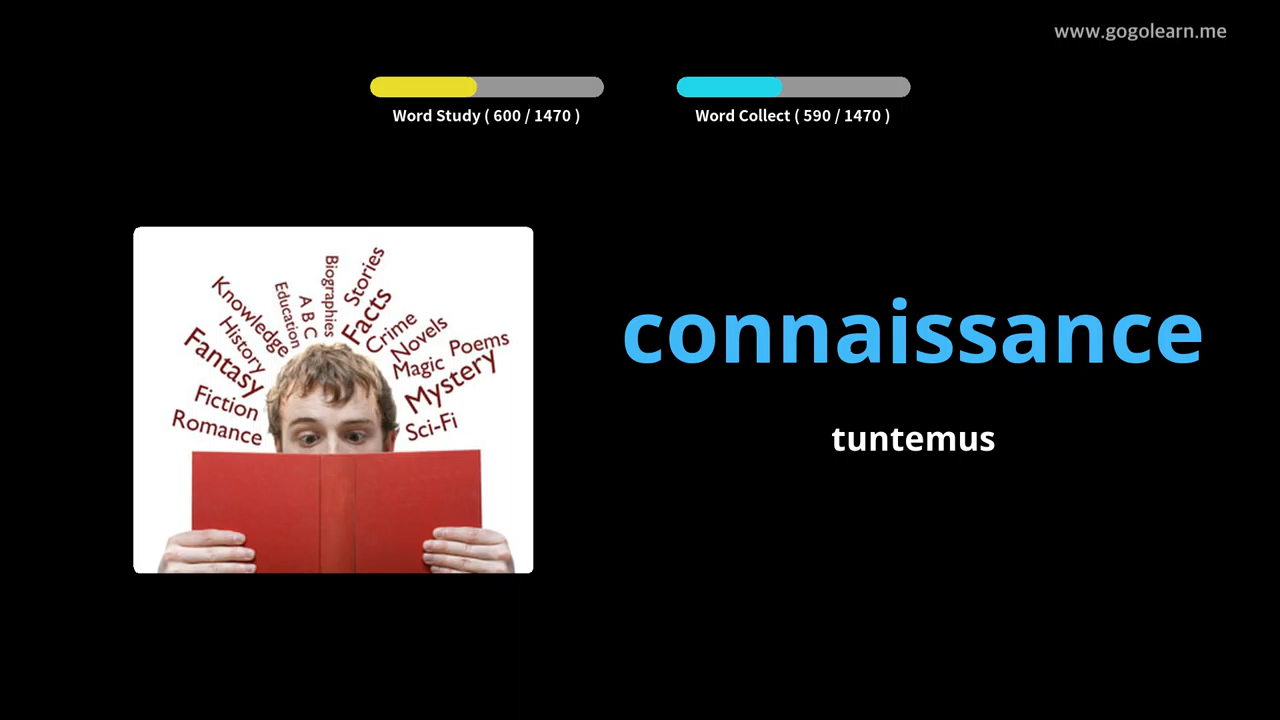 www.gogolearn.me
Word Study ( 600 / 1470 )
Word Collect ( 590 / 1470 )
Stories
Biographies
Facts
A B C
Education
Knowledge
Crime
Novels
History
Poems
Magic
Fantasy
Mystery
Fiction
Sci-Fi
Romance
connaissance
tuntemus